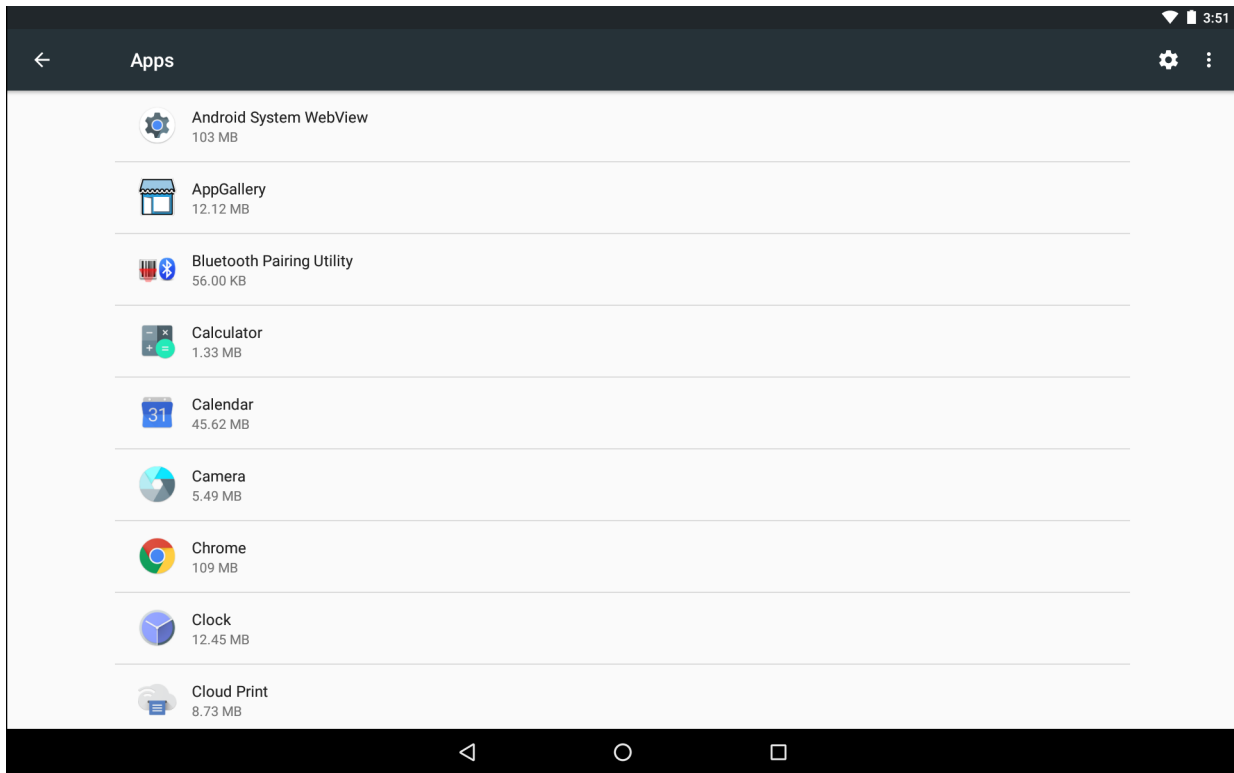 3:51
Apps
Android System WebView
103 MB
AppGallery
12.12 MB
Bluetooth Pairing Utility
56.00 KB
Calculator
1.33 MB
31
Calendar
45.62 MB
Camera
5.49 MB
Chrome
109 MB
Clock
12.45 MB
Cloud Print
8.73 MB